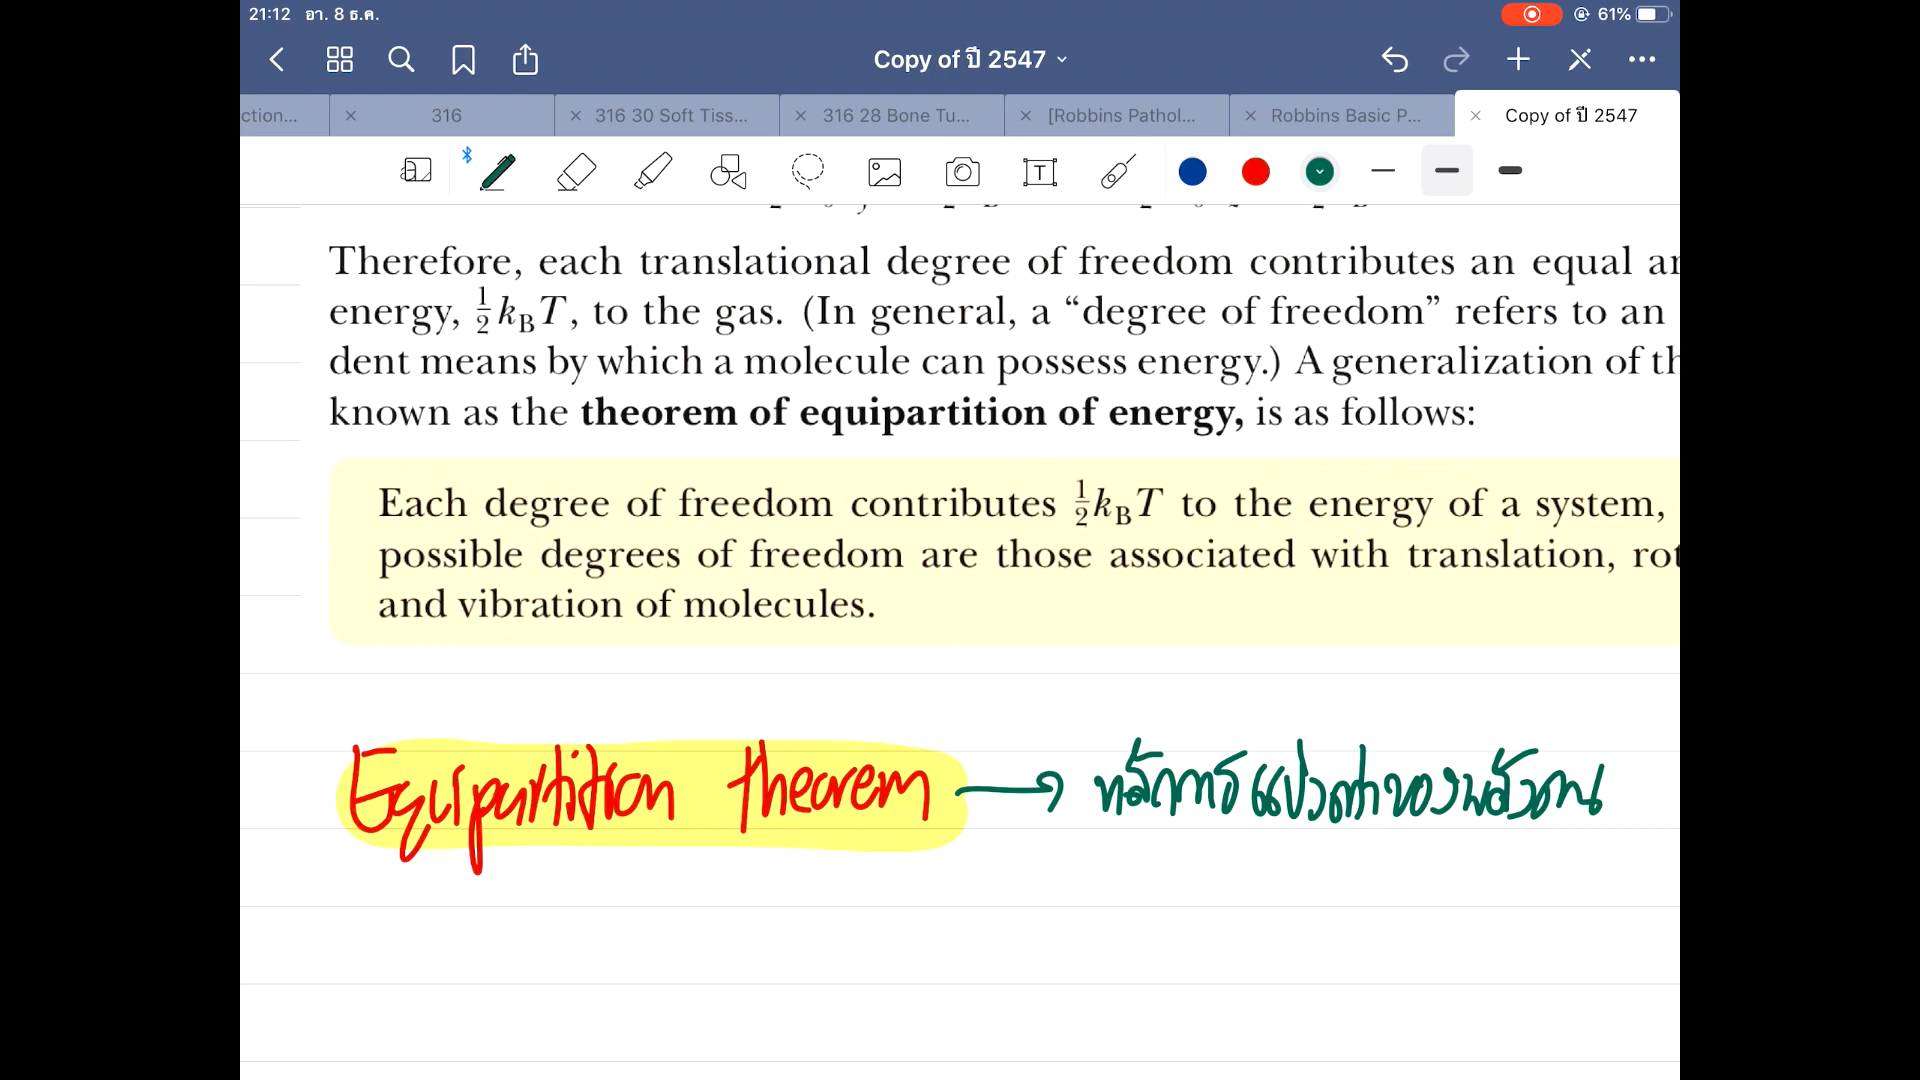 21:12 อา. 8 ธ.ค. 61%
Copy of ปี 2547
ction... 316 316 30 Soft Tiss... 316 28 Bone Tu... [Robbins Pathol... Robbins Basic P... Copy of ปี 2547
Therefore, each translational degree of freedom contributes an equal
energy, ½k_BT, to the gas. (In general, a “degree of freedom” refers to an
dent means by which a molecule can possess energy.) A generalization of
known as the theorem of equipartition of energy, is as follows:
Each degree of freedom contributes ½k_BT to the energy of a system,
possible degrees of freedom are those associated with translation, rot
and vibration of molecules.
Equipartition theorem → หลักการแบ่งเท่าของพลังงาน